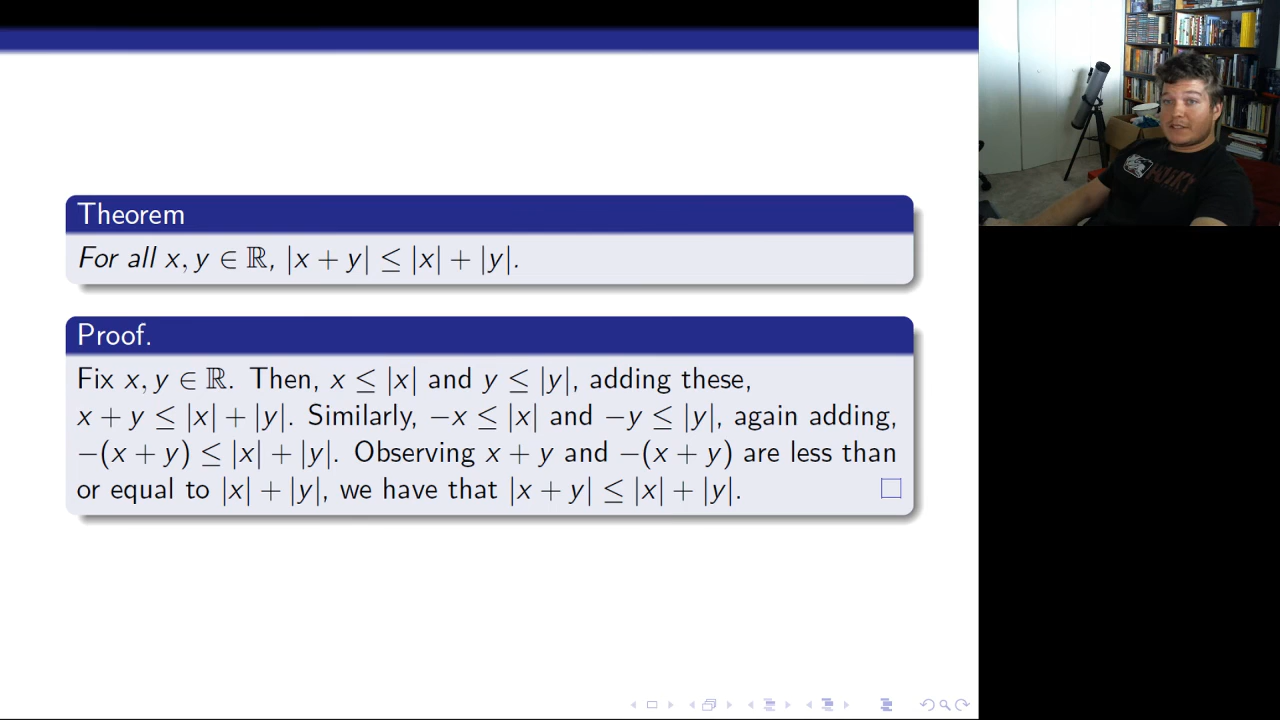 Theorem
For all x, y ∈ ℝ, |x + y| ≤ |x| + |y|.
Proof.
Fix x, y ∈ ℝ. Then, x ≤ |x| and y ≤ |y|, adding these,
x + y ≤ |x| + |y|. Similarly, −x ≤ |x| and −y ≤ |y|, again adding,
−(x + y) ≤ |x| + |y|. Observing x + y and −(x + y) are less than
or equal to |x| + |y|, we have that |x + y| ≤ |x| + |y|. □